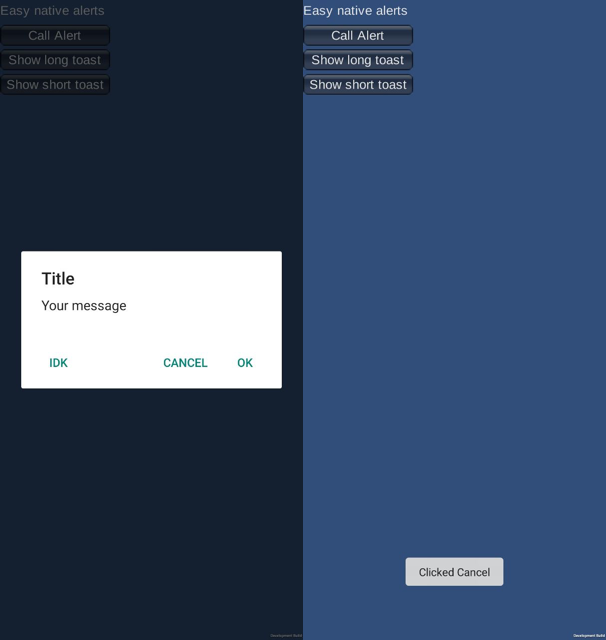 Easy native alerts
Call Alert
Show long toast
Show short toast
Title
Your message
IDK
CANCEL
OK
Development Build
Easy native alerts
Call Alert
Show long toast
Show short toast
Clicked Cancel
Development Build